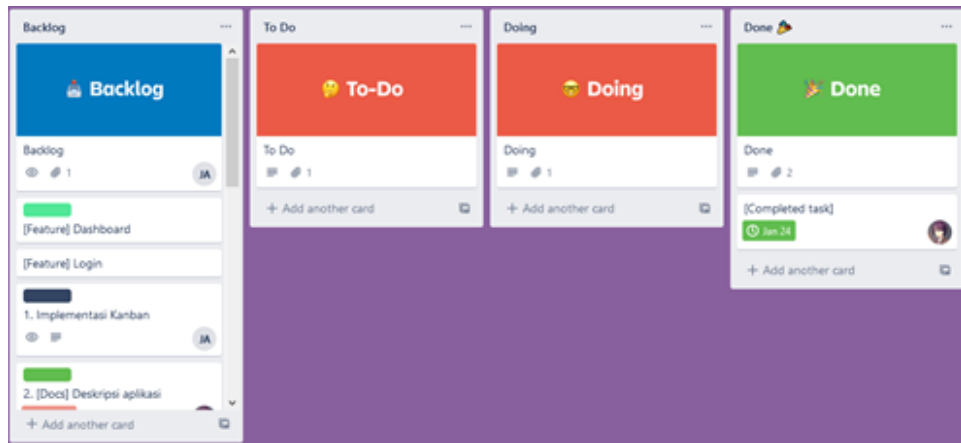 Backlog
Backlog
Backlog
1
JA
[Feature] Dashboard
[Feature] Login
1. Implementasi Kanban
JA
2. [Docs] Deskripsi aplikasi
+ Add another card
To Do
To-Do
To Do
1
+ Add another card
Doing
Doing
Doing
1
+ Add another card
Done
Done
Done
2
[Completed task]
Jan 24
+ Add another card